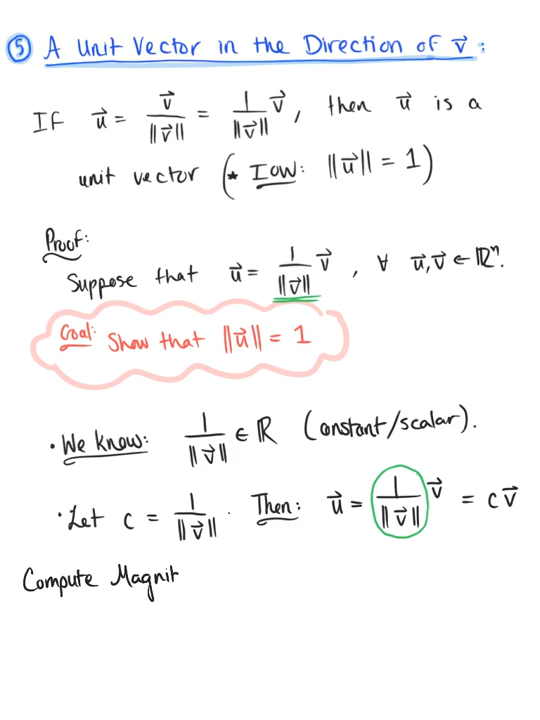 ⑤ A Unit Vector in the Direction of v⃗ :
If u⃗ = v⃗ / ||v⃗|| = 1/||v⃗|| v⃗, then u⃗ is a
unit vector (* IOW: ||u⃗|| = 1)
Proof:
Suppose that u⃗ = 1/||v⃗|| v⃗ , ∀ u⃗,v⃗ ∈ ℝⁿ.
Goal: Show that ||u⃗|| = 1
• We know: 1/||v⃗|| ∈ ℝ (constant/scalar).
• Let c = 1/||v⃗|| . Then: u⃗ = 1/||v⃗|| v⃗ = cv⃗
Compute Magnit